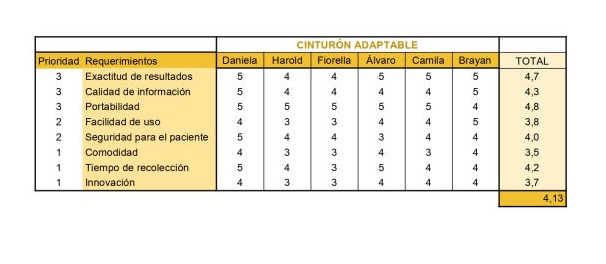 CINTURÓN ADAPTABLE
Prioridad Requerimientos Daniela Harold Fiorella Álvaro Camila Brayan TOTAL
3 Exactitud de resultados 5 4 4 5 5 5 4,7
3 Calidad de información 5 4 4 4 4 5 4,3
3 Portabilidad 5 5 5 5 5 4 4,8
2 Facilidad de uso 4 3 3 4 4 5 3,8
2 Seguridad para el paciente 5 4 4 3 4 4 4,0
1 Comodidad 4 3 3 4 3 4 3,5
1 Tiempo de recolección 5 4 3 5 4 4 4,2
1 Innovación 4 3 3 4 4 4 3,7
4,13